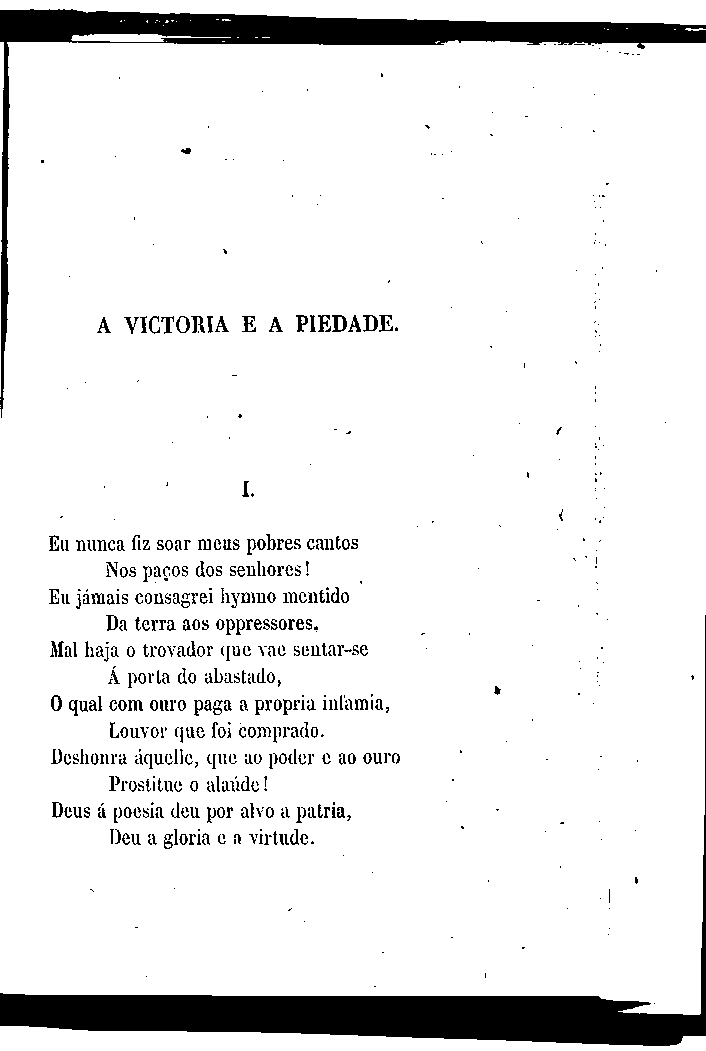 A VICTORIA E A PIEDADE.
I.
Eu nunca fiz soar meus pobres cantos
Nos paços dos senhores!
Eu jámais consagrei hymno mentido
Da terra aos oppressores.
Mal haja o trovador que vae sentar-se
Á porta do abastado,
O qual com ouro paga a propria infamia,
Louvor que foi comprado.
Deshonra áquelle, que ao poder e ao ouro
Prostitue o alaúde!
Deus á poesia deu por alvo a patria,
Deu a gloria e a virtude.